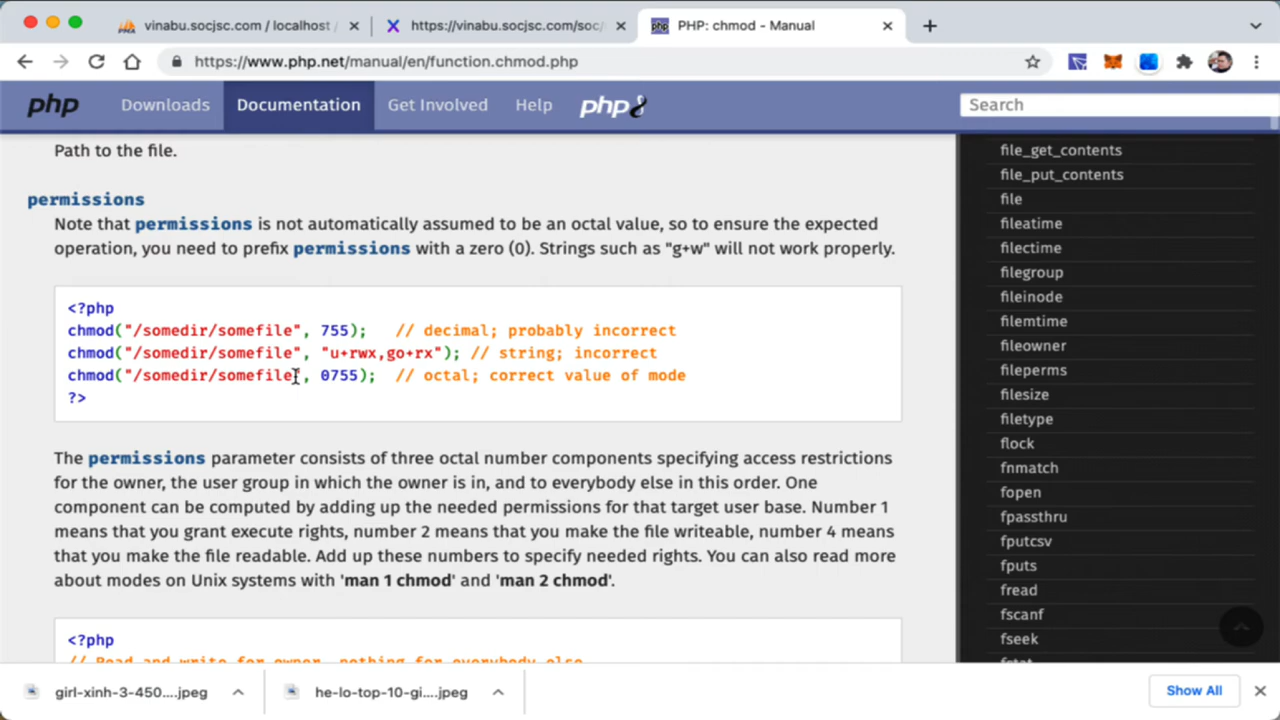 vinabu.socjsc.com / localhost /
https://vinabu.socjsc.com/soc/
PHP: chmod - Manual
https://www.php.net/manual/en/function.chmod.php
php
Downloads
Documentation
Get Involved
Help
php8
Search
Path to the file.
permissions
Note that permissions is not automatically assumed to be an octal value, so to ensure the expected
operation, you need to prefix permissions with a zero (0). Strings such as "g+w" will not work properly.
<?php
chmod("/somedir/somefile", 755);   // decimal; probably incorrect
chmod("/somedir/somefile", "u+rwx,go+rx"); // string; incorrect
chmod("/somedir/somefile", 0755);  // octal; correct value of mode
?>
The permissions parameter consists of three octal number components specifying access restrictions
for the owner, the user group in which the owner is in, and to everybody else in this order. One
component can be computed by adding up the needed permissions for that target user base. Number 1
means that you grant execute rights, number 2 means that you make the file writeable, number 4 means
that you make the file readable. Add up these numbers to specify needed rights. You can also read more
about modes on Unix systems with 'man 1 chmod' and 'man 2 chmod'.
<?php
// Read and write for owner, nothing for everybody else
file_get_contents
file_put_contents
file
fileatime
filectime
filegroup
fileinode
filemtime
fileowner
fileperms
filesize
filetype
flock
fnmatch
fopen
fpassthru
fputcsv
fputs
fread
fscanf
fseek
fstat
girl-xinh-3-450....jpeg
he-lo-top-10-gi....jpeg
Show All